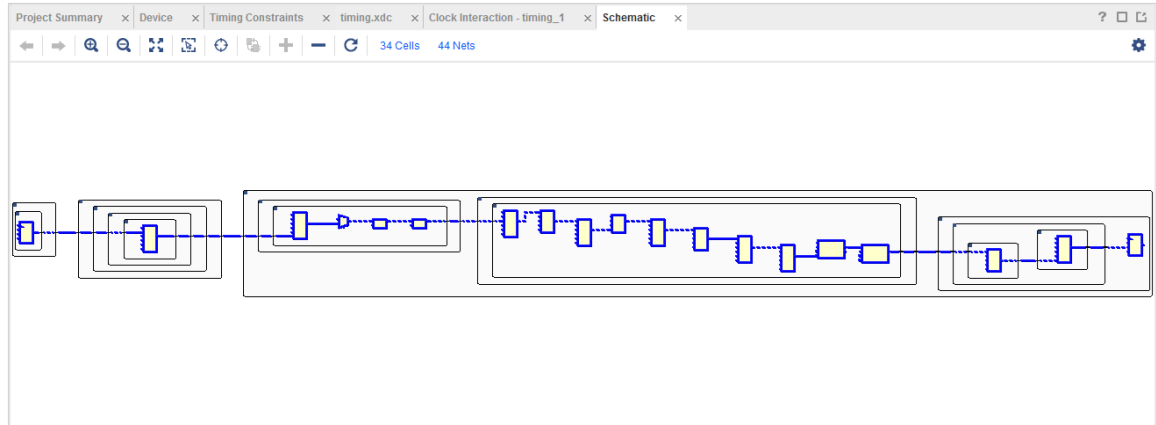 Project Summary × Device × Timing Constraints × timing.xdc × Clock Interaction - timing_1 × Schematic × ?
34 Cells 44 Nets